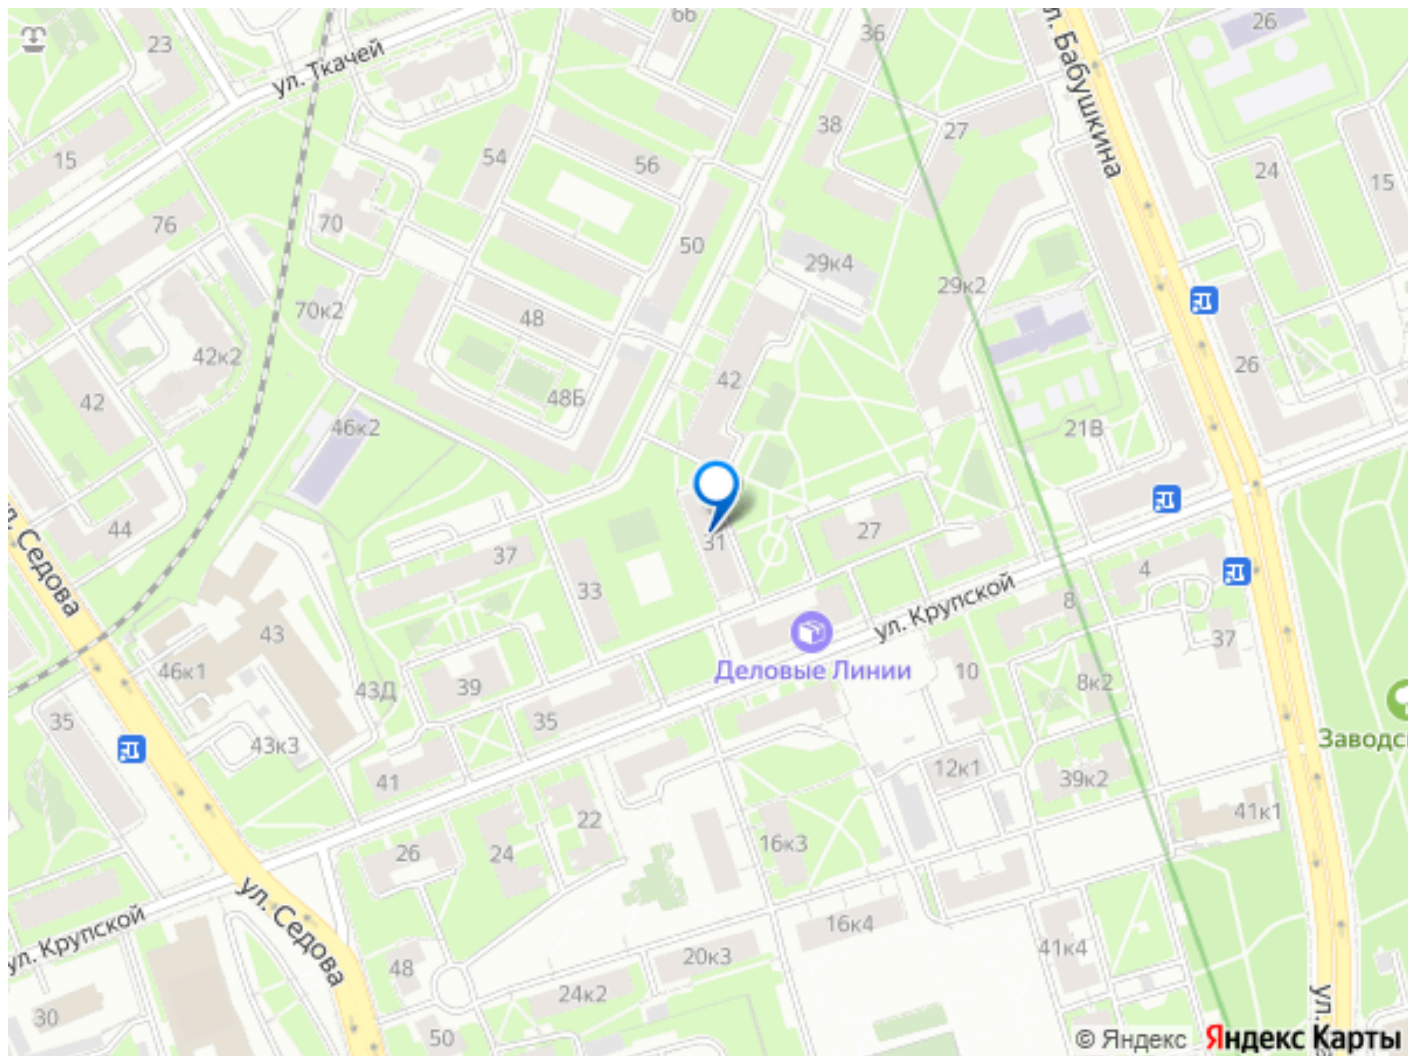 66
26
23
36
ул. Ткачей
ул. Бабушкина
38
27
54
56
24
15
15
76
70
50
29к4
29к2
70к2
48
42к2
42
26
42
48Б
46к2
21В
44
ул. Седова
37
31
27
33
4
8
ул. Крупской
43
37
46к1
Деловые Линии
10
39
43Д
8к2
35
35
43к3
Заводс
12к1
41
39к2
41к1
22
16к3
26
24
ул. Седова
ул. Крупской
16к4
41к4
20к3
48
24к2
ул.
30
50
© Яндекс Яндекс Карты